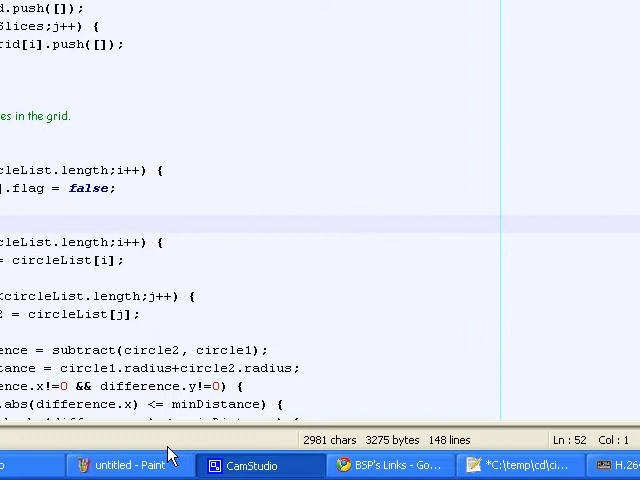 d.push([]);
Slices;j++) {
rid[i].push([]);
es in the grid.
cleList.length;i++) {
].flag = false;
cleList.length;i++) {
= circleList[i];
<circleList.length;j++) {
2 = circleList[j];
ence = subtract(circle2, circle1);
tance = circle1.radius+circle2.radius;
ence.x!=0 && difference.y!=0) {
.abs(difference.x) <= minDistance) {
2981 chars 3275 bytes 148 lines Ln : 52 Col : 1
o untitled - Paint CamStudio BSP's Links - Go... *C:\temp\cd\ci... H.26